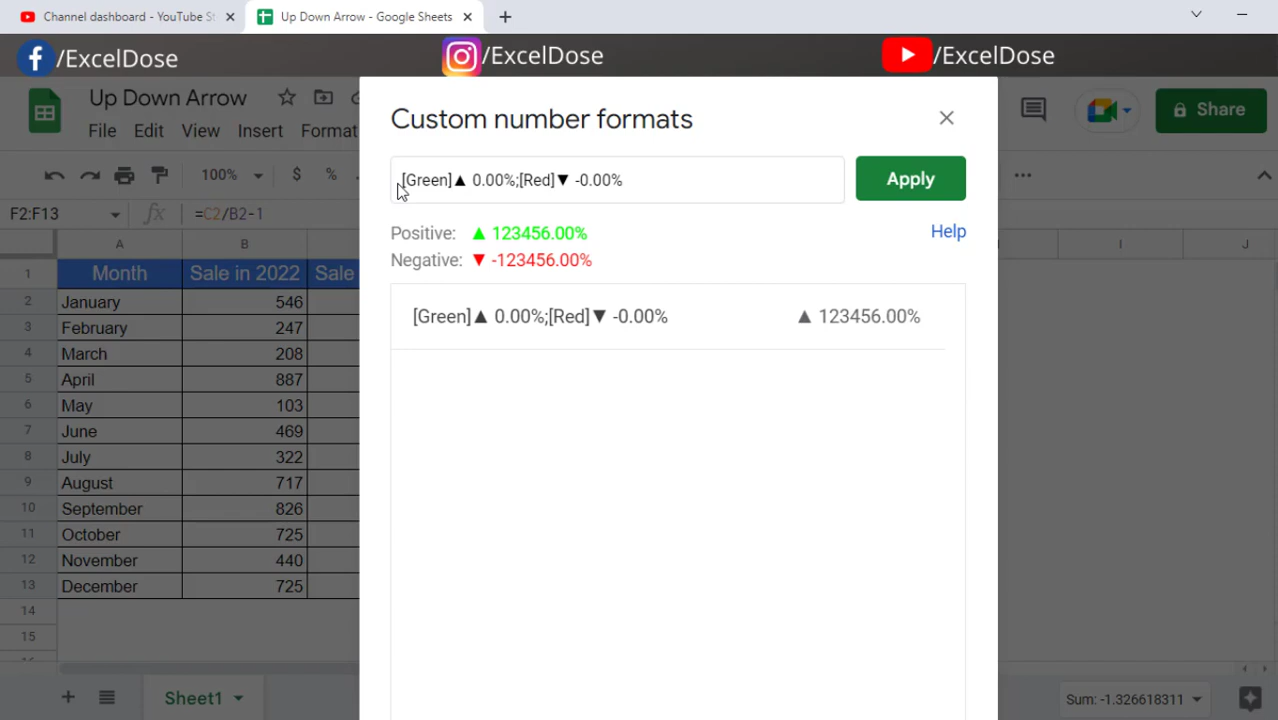 Channel dashboard - YouTube St
Up Down Arrow - Google Sheets
/ExcelDose
/ExcelDose
/ExcelDose
Up Down Arrow
File Edit View Insert Format
Share
100% $ %
F2:F13 fx =C2/B2-1
Custom number formats
[Green]▲ 0.00%;[Red]▼ -0.00%
Apply
Positive: ▲ 123456.00%
Help
Negative: ▼ -123456.00%
[Green]▲ 0.00%;[Red]▼ -0.00% ▲ 123456.00%
A B I J
1 Month Sale in 2022 Sale
2 January 546
3 February 247
4 March 208
5 April 887
6 May 103
7 June 469
8 July 322
9 August 717
10 September 826
11 October 725
12 November 440
13 December 725
14
15
Sheet1
Sum: -1.326618311